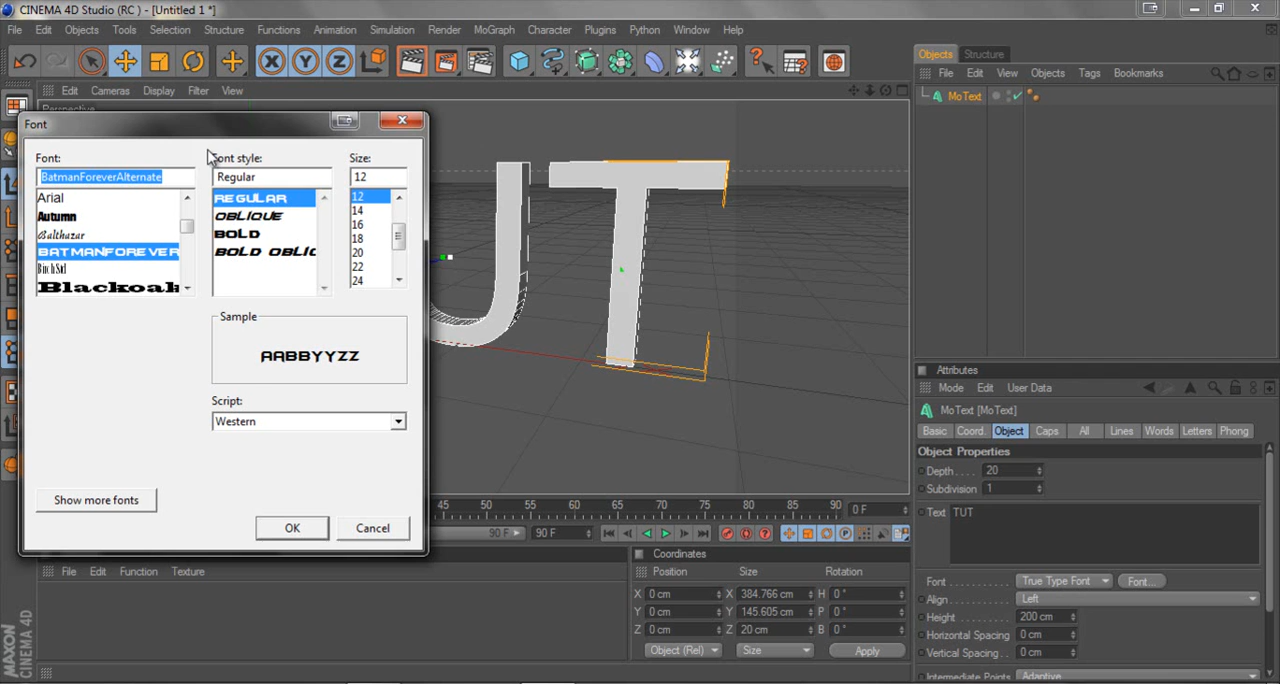 CINEMA 4D Studio (RC ) - [Untitled 1 *]
File Edit Objects Tools Selection Structure Functions Animation Simulation Render MoGraph Character Plugins Python Window Help
Edit Cameras Display Filter View
Perspective
Font
Font:
BatmanForeverAlternate
Arial
Autumn
Balthazar
BATMANFOREVER
Birch Std
Blackoak
Font style:
Regular
REGULAR
OBLIQUE
BOLD
BOLD OBLIC
Size:
12
12
14
16
18
20
22
24
Sample
AABBYYZZ
Script:
Western
Show more fonts
OK Cancel
UT
45 50 55 60 65 70 75 80 85 90 0 F
90 F 90 F
File Edit Function Texture
MAXON
CINEMA 4D
Coordinates
Position Size Rotation
X 0 cm X 384.766 cm H 0 °
Y 0 cm Y 145.605 cm P 0 °
Z 0 cm Z 20 cm B 0 °
Object (Rel) Size Apply
Objects Structure
File Edit View Objects Tags Bookmarks
MoText
Attributes
Mode Edit User Data
MoText [MoText]
Basic Coord. Object Caps All Lines Words Letters Phong
Object Properties
Depth . . . . 20
Subdivision 1
Text TUT
Font . . . . . . . . . . . True Type Font Font...
Align. . . . . . . . . . . Left
Height . . . . . . . . . 200 cm
Horizontal Spacing 0 cm
Vertical Spacing . . 0 cm
Intermediate Points Adaptive